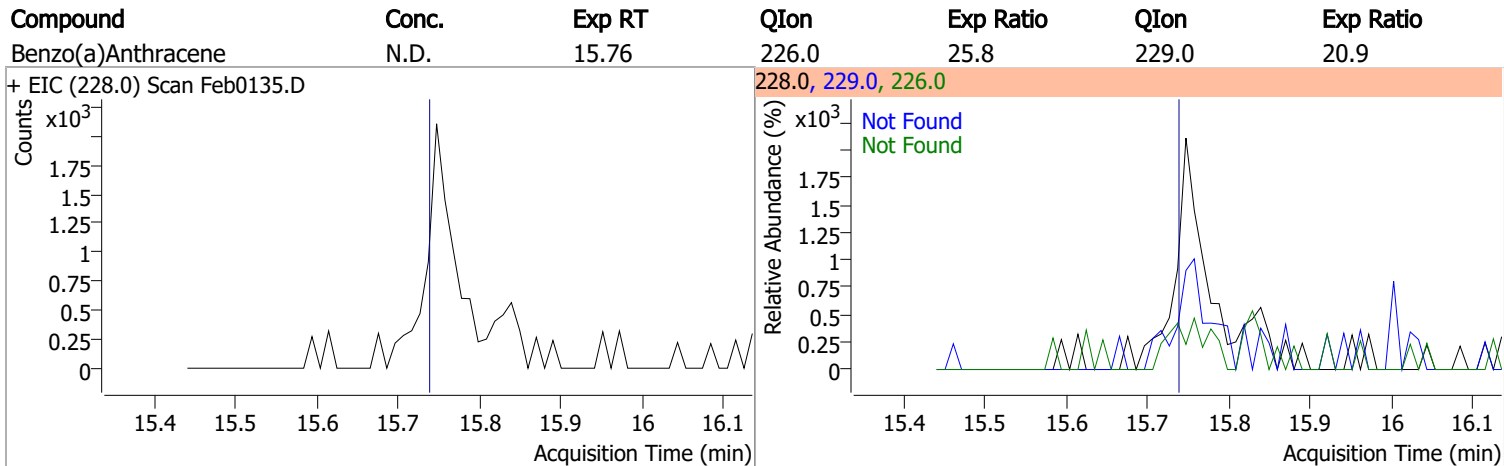 Compound Conc. Exp RT QIon Exp Ratio QIon Exp Ratio
Benzo(a)Anthracene N.D. 15.76 226.0 25.8 229.0 20.9
+ EIC (228.0) Scan Feb0135.D
Counts
x10³
1.75
1.5
1.25
1
0.75
0.5
0.25
0
15.4 15.5 15.6 15.7 15.8 15.9 16 16.1
Acquisition Time (min)
228.0, 229.0, 226.0
Relative Abundance (%)
x10³
Not Found
Not Found
1.75
1.5
1.25
1
0.75
0.5
0.25
0
15.4 15.5 15.6 15.7 15.8 15.9 16 16.1
Acquisition Time (min)